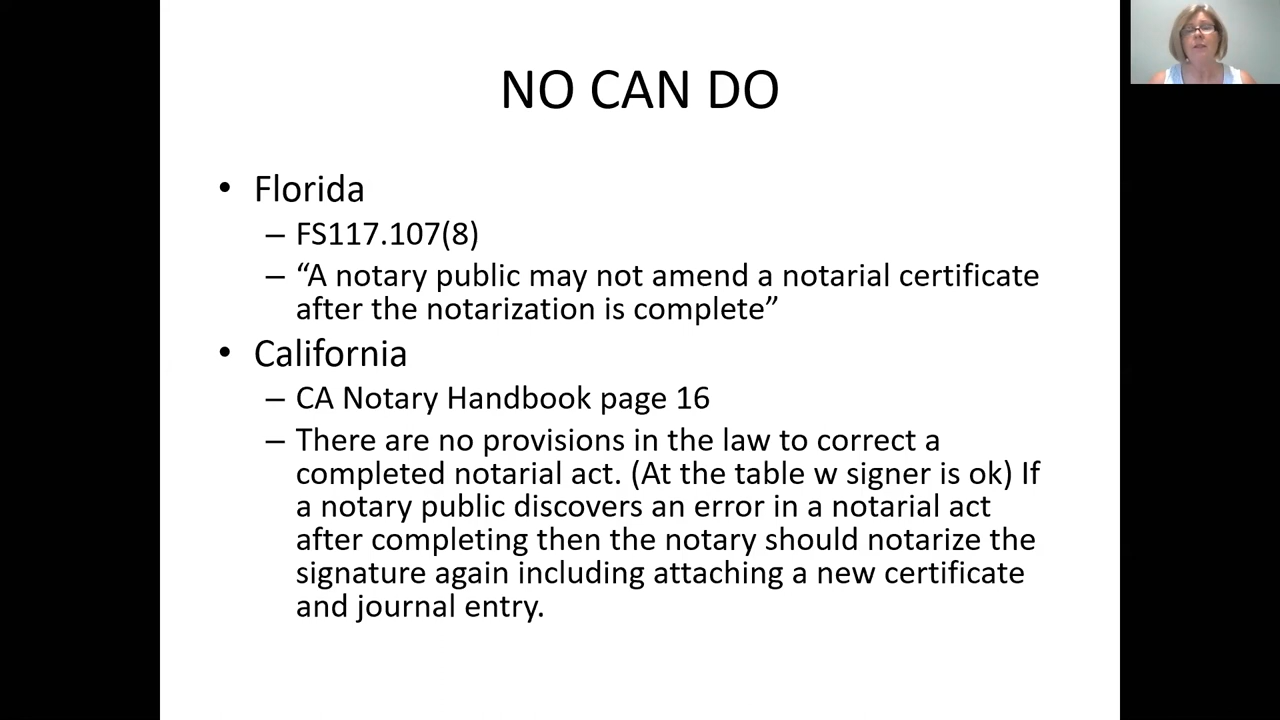 NO CAN DO
• Florida
– FS117.107(8)
– “A notary public may not amend a notarial certificate
after the notarization is complete”
• California
– CA Notary Handbook page 16
– There are no provisions in the law to correct a
completed notarial act. (At the table w signer is ok) If
a notary public discovers an error in a notarial act
after completing then the notary should notarize the
signature again including attaching a new certificate
and journal entry.